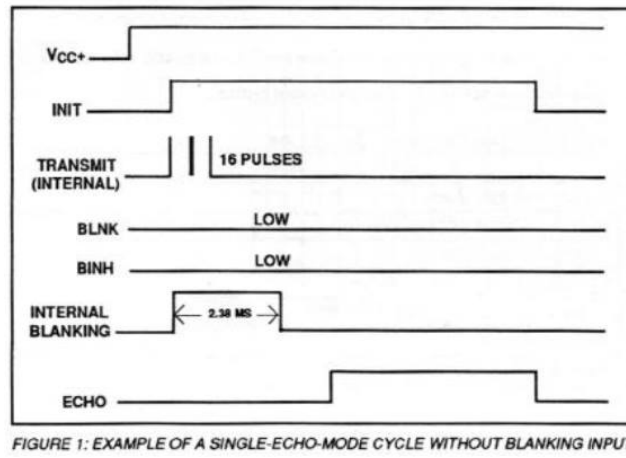 VCC+
INIT
TRANSMIT
(INTERNAL)
16 PULSES
BLNK
LOW
BINH
LOW
INTERNAL
BLANKING
2.38 MS
ECHO
FIGURE 1: EXAMPLE OF A SINGLE-ECHO-MODE CYCLE WITHOUT BLANKING INPU